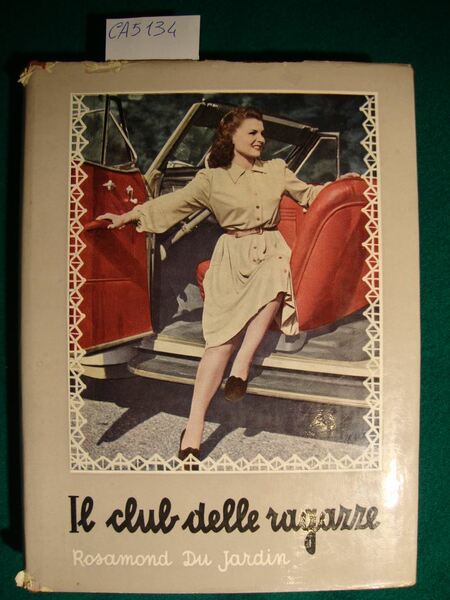 CA5134
Il club delle ragazze
Rosamond Du Jardin